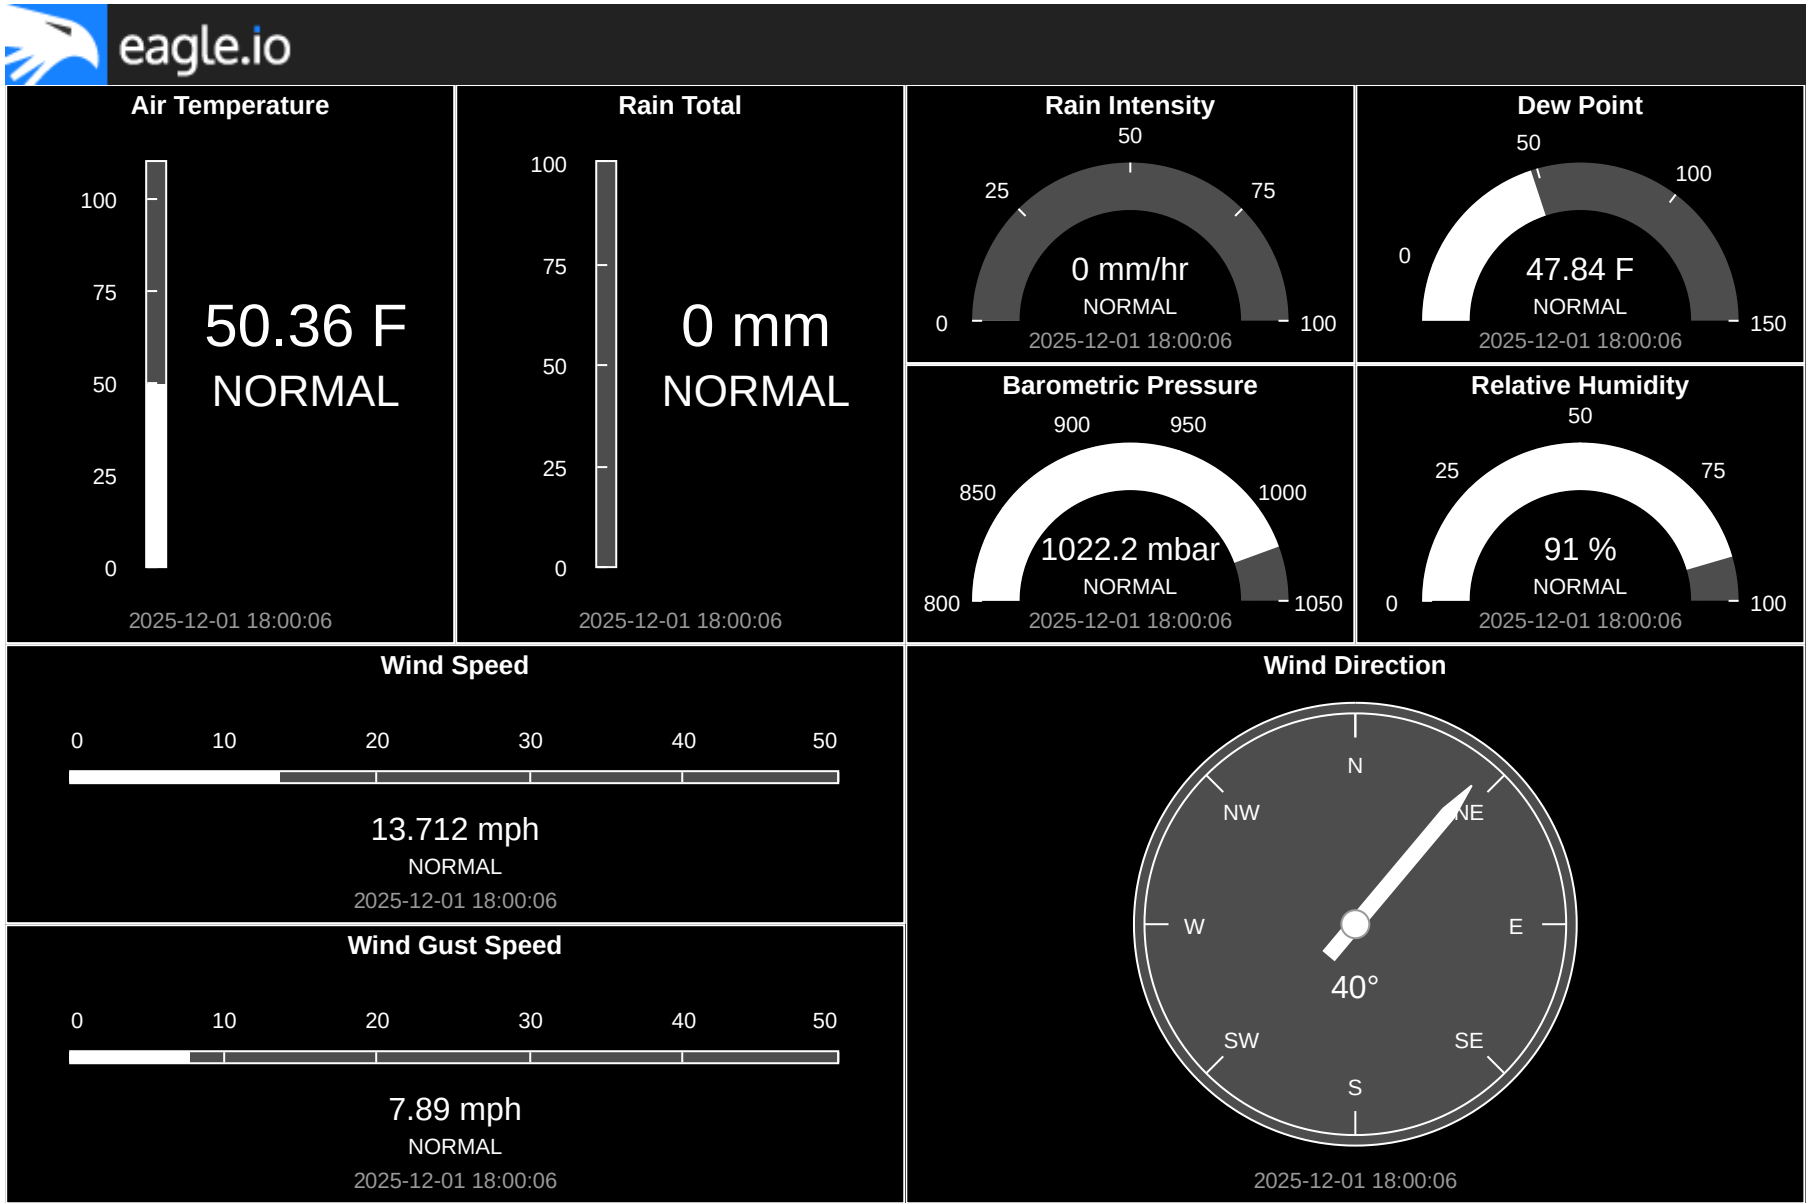 eagle.io
Air Temperature
100
75
50
25
0
50.36 F
NORMAL
2025-12-01 18:00:06
Rain Total
100
75
50
25
0
0 mm
NORMAL
2025-12-01 18:00:06
Rain Intensity
50
25
75
0
100
0 mm/hr
NORMAL
2025-12-01 18:00:06
Dew Point
50
100
0
150
47.84 F
NORMAL
2025-12-01 18:00:06
Barometric Pressure
900
950
850
1000
800
1050
1022.2 mbar
NORMAL
2025-12-01 18:00:06
Relative Humidity
50
25
75
0
100
91 %
NORMAL
2025-12-01 18:00:06
Wind Speed
0 10 20 30 40 50
13.712 mph
NORMAL
2025-12-01 18:00:06
Wind Gust Speed
0 10 20 30 40 50
7.89 mph
NORMAL
2025-12-01 18:00:06
Wind Direction
N
NW
NE
W
E
40°
SW
SE
S
2025-12-01 18:00:06